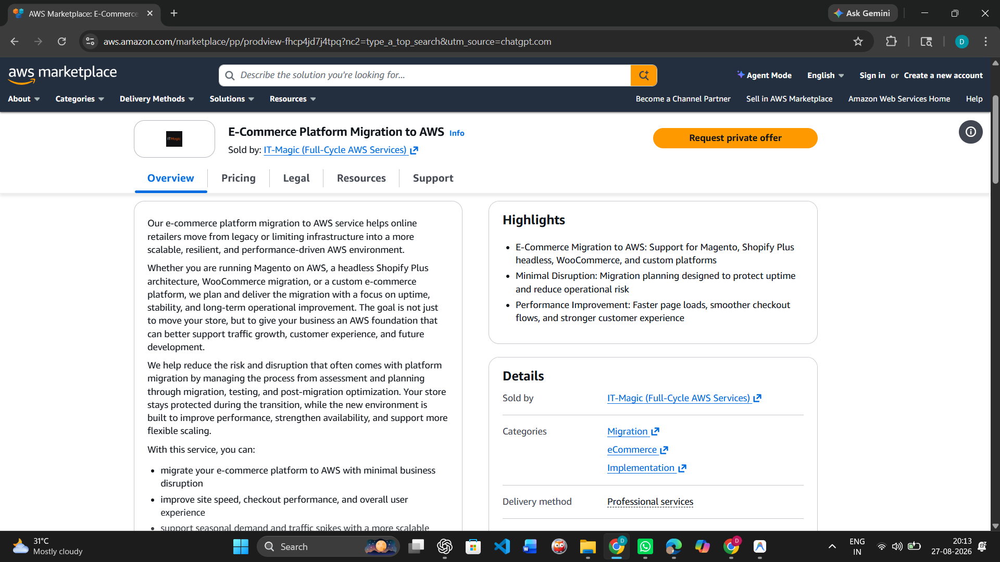 AWS Marketplace: E-Commerce
Ask Gemini
aws.amazon.com/marketplace/pp/prodview-fhcp4jd7j4tpq?nc2=type_a_top_search&utm_source=chatgpt.com
D
aws marketplace
Describe the solution you're looking for...
Agent Mode
English
Sign in or Create a new account
About
Categories
Delivery Methods
Solutions
Resources
Become a Channel Partner
Sell in AWS Marketplace
Amazon Web Services Home
Help
ITMagic
E-Commerce Platform Migration to AWS Info
Sold by: IT-Magic (Full-Cycle AWS Services)
Request private offer
Overview
Pricing
Legal
Resources
Support
Our e-commerce platform migration to AWS service helps online
retailers move from legacy or limiting infrastructure into a more
scalable, resilient, and performance-driven AWS environment.
Whether you are running Magento on AWS, a headless Shopify Plus
architecture, WooCommerce migration, or a custom e-commerce
platform, we plan and deliver the migration with a focus on uptime,
stability, and long-term operational improvement. The goal is not just
to move your store, but to give your business an AWS foundation that
can better support traffic growth, customer experience, and future
development.
We help reduce the risk and disruption that often comes with platform
migration by managing the process from assessment and planning
through migration, testing, and post-migration optimization. Your store
stays protected during the transition, while the new environment is
built to improve performance, strengthen availability, and support more
flexible scaling.
With this service, you can:
• migrate your e-commerce platform to AWS with minimal business
disruption
• improve site speed, checkout performance, and overall user
experience
• support seasonal demand and traffic spikes with a more scalable
Highlights
• E-Commerce Migration to AWS: Support for Magento, Shopify Plus
headless, WooCommerce, and custom platforms
• Minimal Disruption: Migration planning designed to protect uptime
and reduce operational risk
• Performance Improvement: Faster page loads, smoother checkout
flows, and stronger customer experience
Details
Sold by
IT-Magic (Full-Cycle AWS Services)
Categories
Migration
eCommerce
Implementation
Delivery method
Professional services
31°C
Mostly cloudy
Search
W
D
D
ENG
IN
20:13
27-08-2026